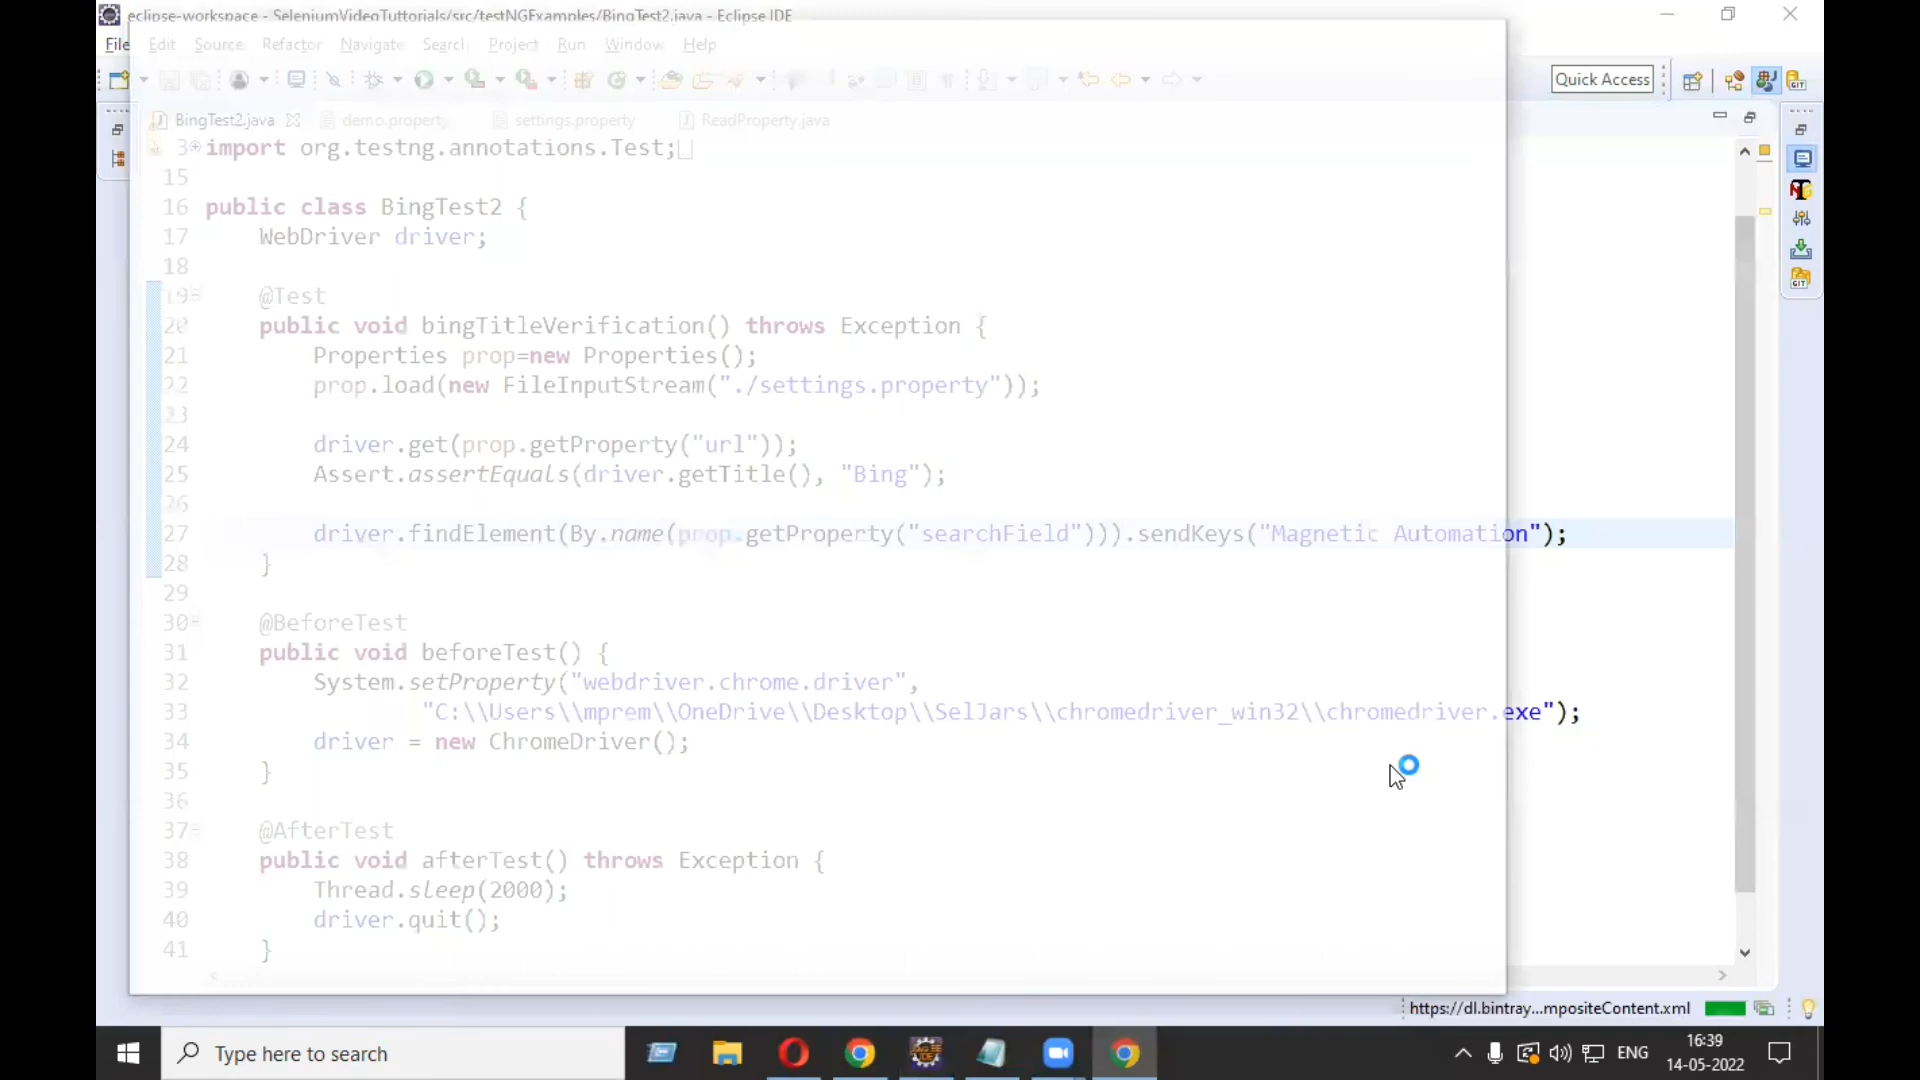 eclipse-workspace - SeleniumVideoTuttorials/src/testNGExamples/BingTest2.java - Eclipse IDE
File Edit Source Refactor Navigate Search Project Run Window Help
Quick Access
BingTest2.java demo.property settings.property ReadProperty.java
3 import org.testng.annotations.Test;
15
16 public class BingTest2 {
17 WebDriver driver;
18
19 @Test
20 public void bingTitleVerification() throws Exception {
21 Properties prop=new Properties();
22 prop.load(new FileInputStream("./settings.property"));
23
24 driver.get(prop.getProperty("url"));
25 Assert.assertEquals(driver.getTitle(), "Bing");
26
27 driver.findElement(By.name(prop.getProperty("searchField"))).sendKeys("Magnetic Automation");
28 }
29
30 @BeforeTest
31 public void beforeTest() {
32 System.setProperty("webdriver.chrome.driver",
33 "C:\\Users\\mprem\\OneDrive\\Desktop\\SelJars\\chromedriver_win32\\chromedriver.exe");
34 driver = new ChromeDriver();
35 }
36
37 @AfterTest
38 public void afterTest() throws Exception {
39 Thread.sleep(2000);
40 driver.quit();
41 }
https://dl.bintray...mpositeContent.xml
Type here to search
ENG
16:39
14-05-2022